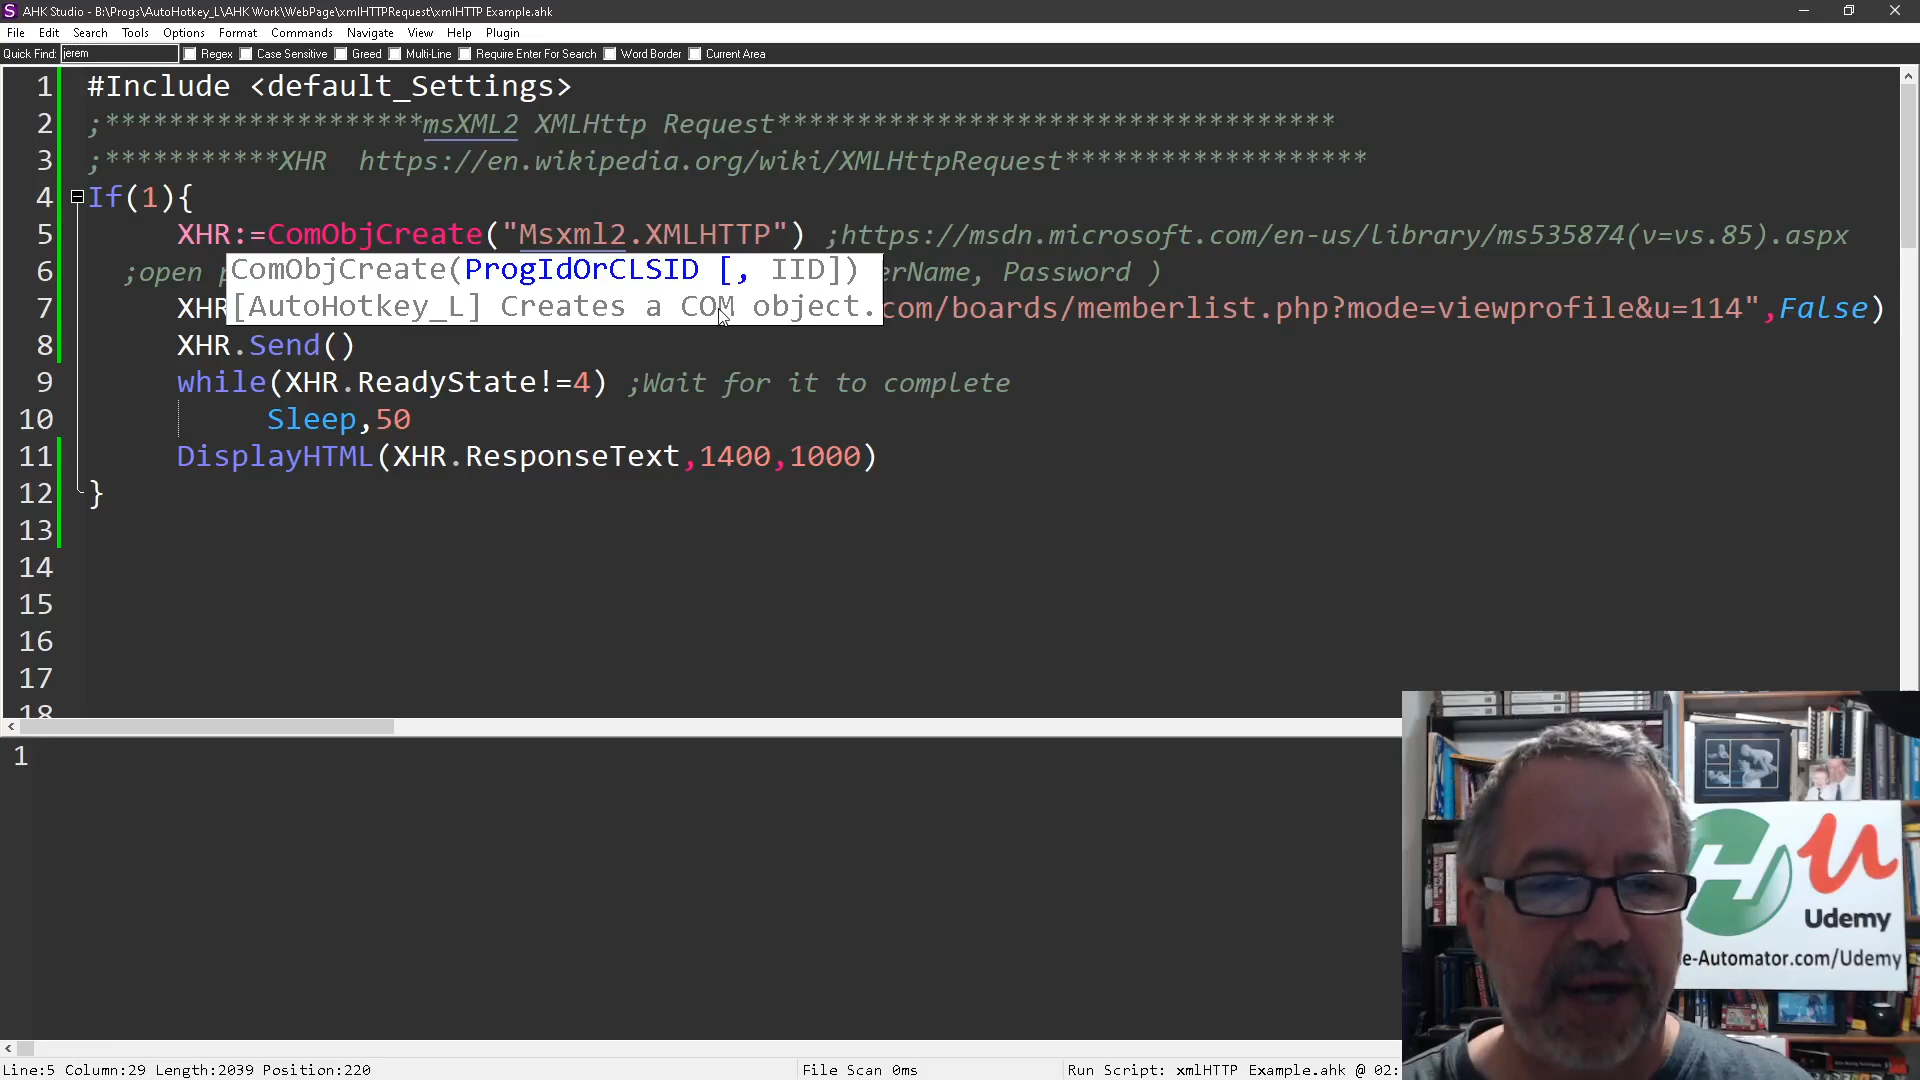 AHK Studio - B:\Progs\AutoHotkey_L\AHK Work\WebPage\xmlHTTPRequest\xmlHTTP Example.ahk
File Edit Search Tools Options Format Commands Navigate View Help Plugin
Quick Find: jerem Regex Case Sensitive Greed Multi-Line Require Enter For Search Word Border Current Area
1 #Include <default_Settings>
2 ;********************msXML2 XMLHttp Request***********************************
3 ;***********XHR https://en.wikipedia.org/wiki/XMLHttpRequest*******************
4 If(1){
5 XHR:=ComObjCreate("Msxml2.XMLHTTP") ;https://msdn.microsoft.com/en-us/library/ms535874(v=vs.85).aspx
6 ;open erName, Password )
ComObjCreate(ProgIdOrCLSID [, IID])
7 XHR com/boards/memberlist.php?mode=viewprofile&u=114",False)
[AutoHotkey_L] Creates a COM object.
8 XHR.Send()
9 while(XHR.ReadyState!=4) ;Wait for it to complete
10 Sleep,50
11 DisplayHTML(XHR.ResponseText,1400,1000)
12 }
13
14
15
16
17
18
1
Udemy
e-Automator.com/Udemy
Line:5 Column:29 Length:2039 Position:220 File Scan 0ms Run Script: xmlHTTP Example.ahk @ 02: